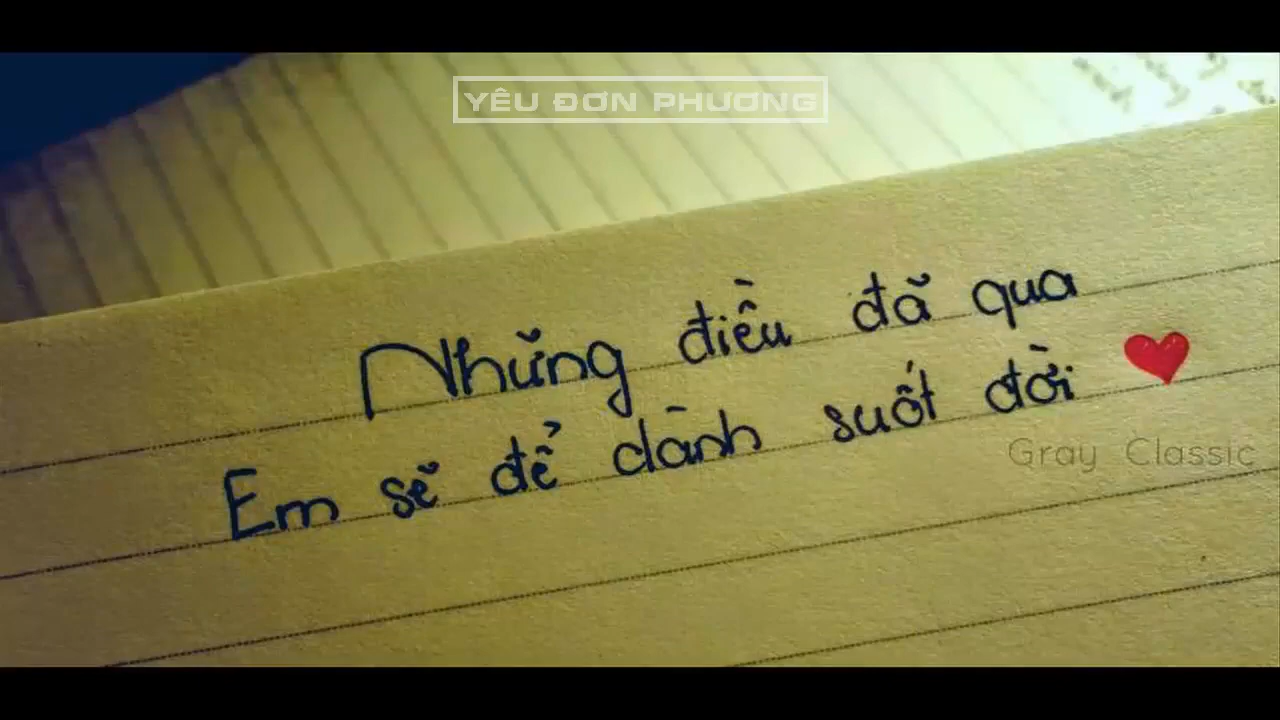 YÊU ĐƠN PHƯƠNG
Những điều đã qua
Em sẽ để dành suốt đời
Gray Classic